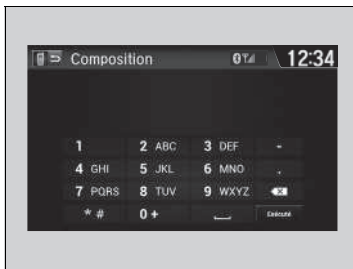 Composition 12:34
1 2 ABC 3 DEF -
4 GHI 5 JKL 6 MNO .
7 PQRS 8 TUV 9 WXYZ
* # 0 + Exécuté